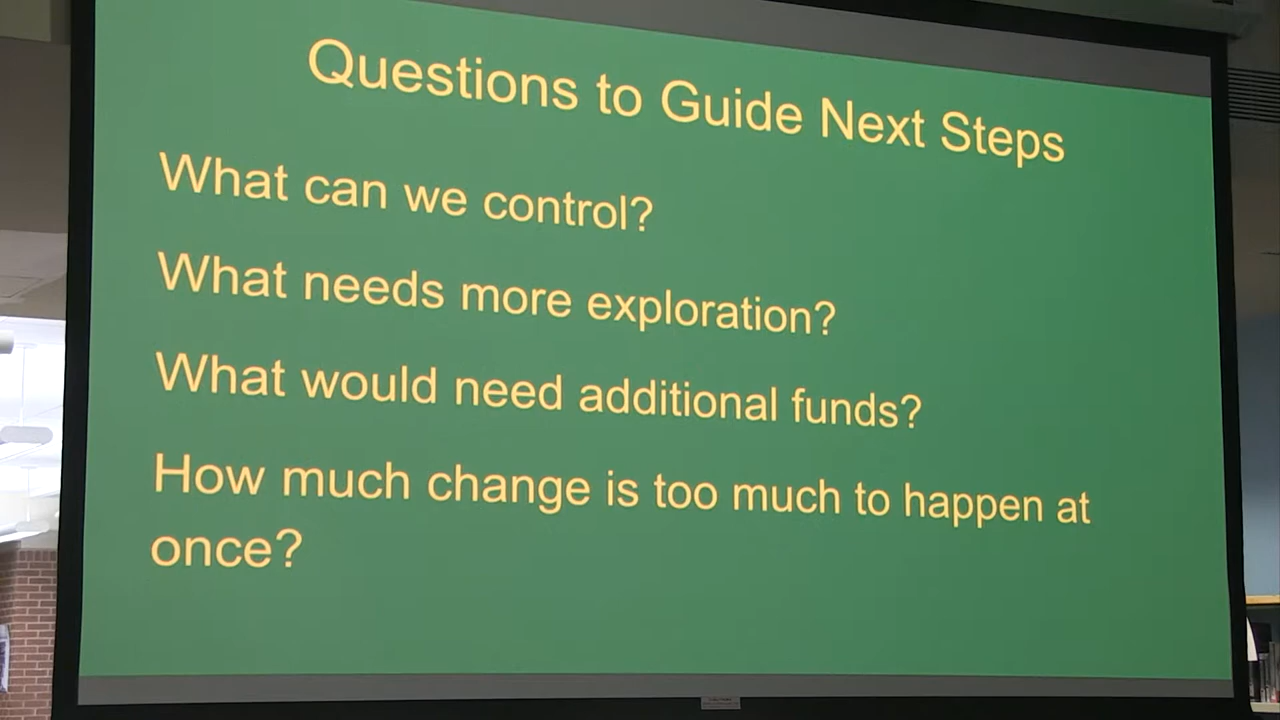 Questions to Guide Next Steps
What can we control?
What needs more exploration?
What would need additional funds?
How much change is too much to happen at
once?